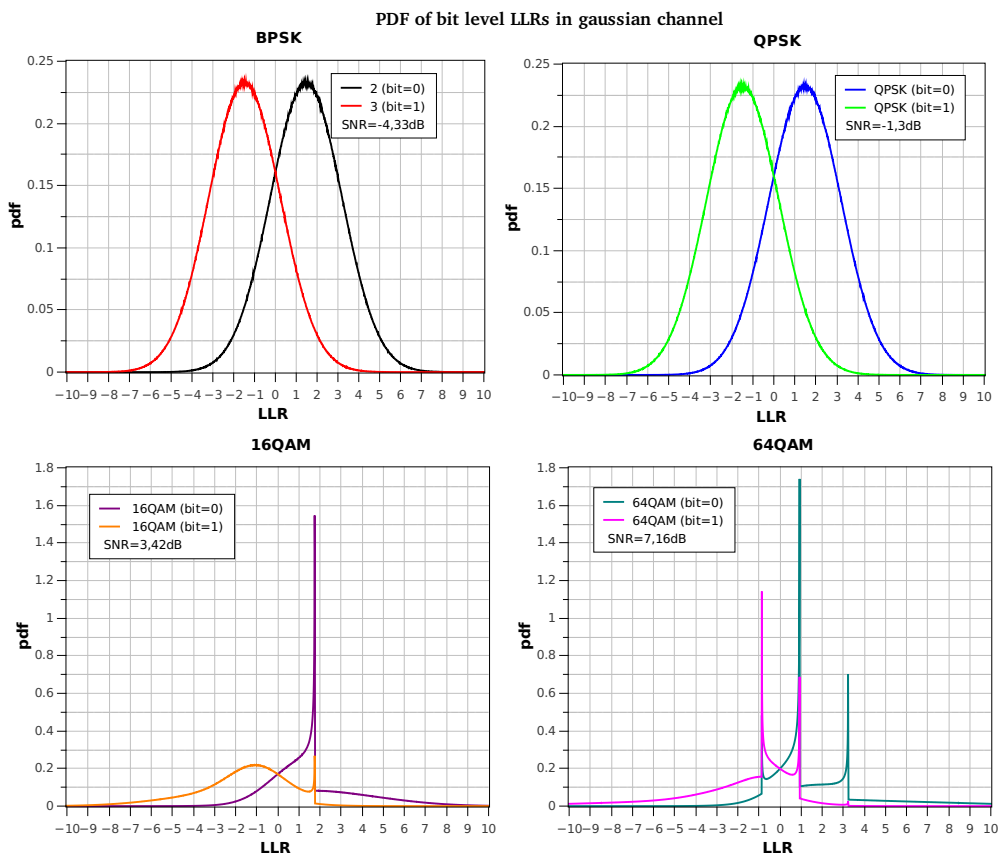 PDF of bit level LLRs in gaussian channel
BPSK
0.25
0.2
0.15
0.1
0.05
0
pdf
2 (bit=0)
3 (bit=1)
SNR=-4,33dB
−10 −9 −8 −7 −6 −5 −4 −3 −2 −1 0 1 2 3 4 5 6 7 8 9 10
LLR
QPSK
0.25
0.2
0.15
0.1
0.05
0
pdf
QPSK (bit=0)
QPSK (bit=1)
SNR=-1,3dB
−10 −9 −8 −7 −6 −5 −4 −3 −2 −1 0 1 2 3 4 5 6 7 8 9 10
LLR
16QAM
1.8
1.6
1.4
1.2
1
0.8
0.6
0.4
0.2
0
pdf
16QAM (bit=0)
16QAM (bit=1)
SNR=3,42dB
−10 −9 −8 −7 −6 −5 −4 −3 −2 −1 0 1 2 3 4 5 6 7 8 9 10
LLR
64QAM
1.8
1.6
1.4
1.2
1
0.8
0.6
0.4
0.2
0
pdf
64QAM (bit=0)
64QAM (bit=1)
SNR=7,16dB
−10 −9 −8 −7 −6 −5 −4 −3 −2 −1 0 1 2 3 4 5 6 7 8 9 10
LLR